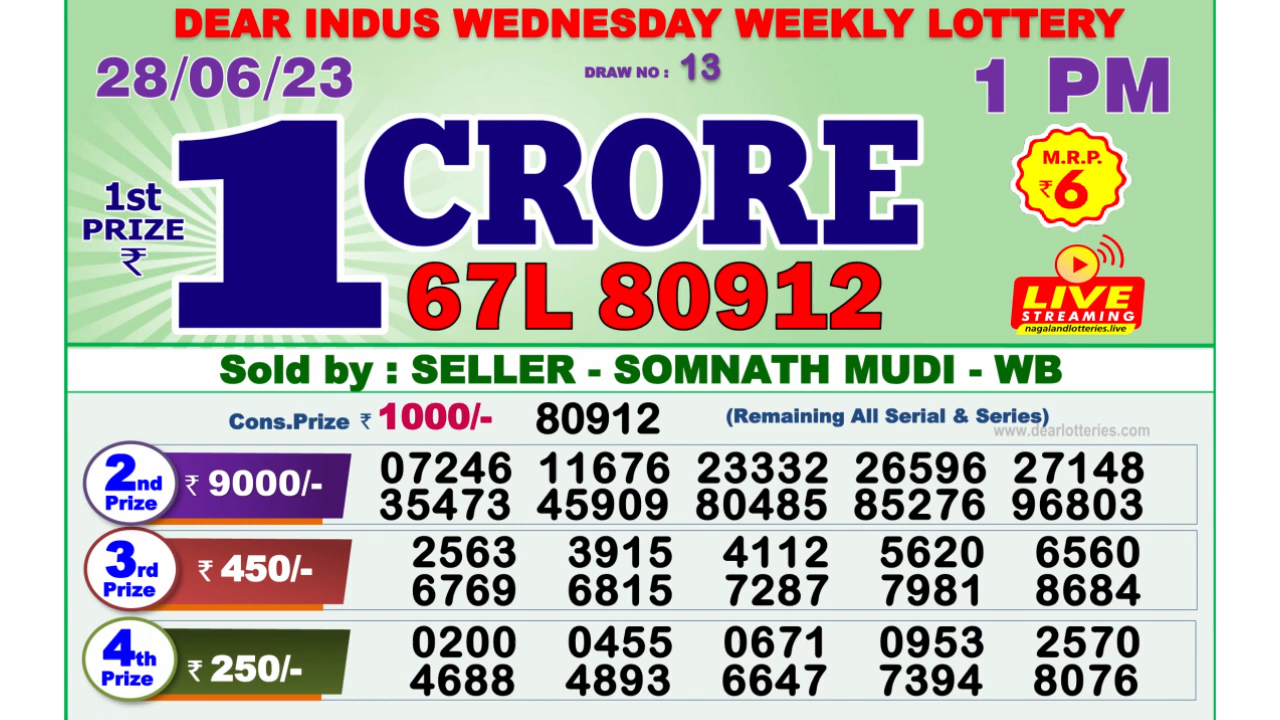 DEAR INDUS WEDNESDAY WEEKLY LOTTERY
28/06/23
DRAW NO : 13
1 PM
1st
PRIZE
₹
1 CRORE
67L 80912
M.R.P.
₹6
LIVE
STREAMING
nagalandlotteries.live
Sold by : SELLER - SOMNATH MUDI - WB
Cons.Prize ₹ 1000/- 80912 (Remaining All Serial & Series)
www.dearlotteries.com
2nd
Prize
₹ 9000/-
07246 11676 23332 26596 27148
35473 45909 80485 85276 96803
3rd
Prize
₹ 450/-
2563 3915 4112 5620 6560
6769 6815 7287 7981 8684
4th
Prize
₹ 250/-
0200 0455 0671 0953 2570
4688 4893 6647 7394 8076